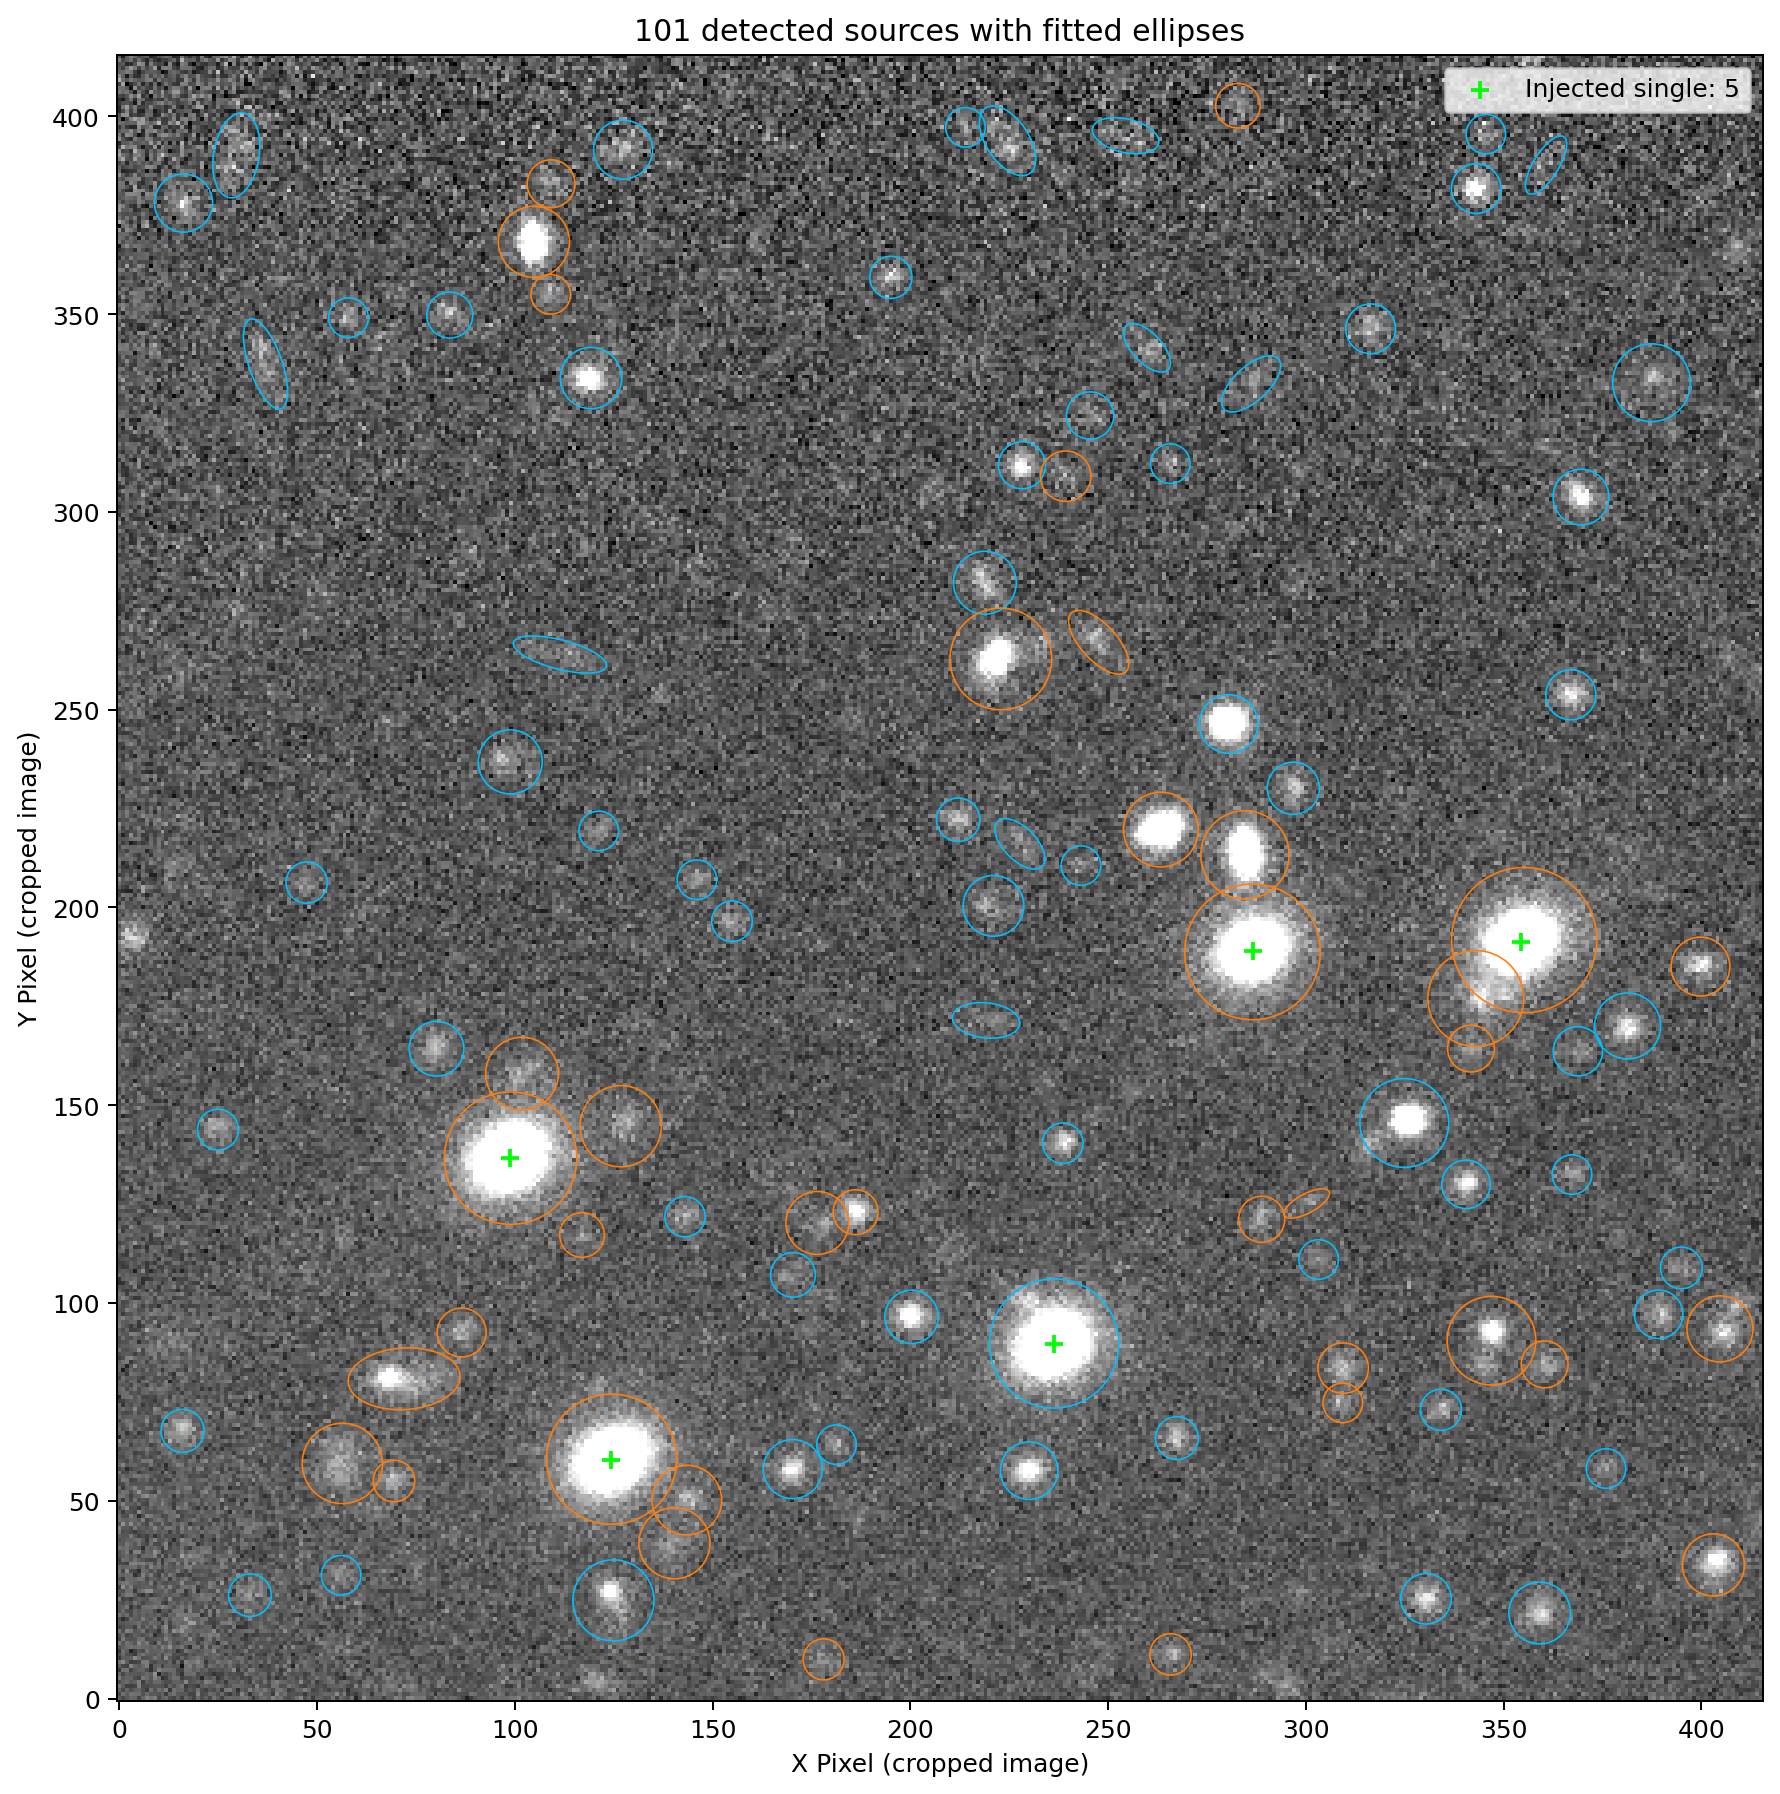 101 detected sources with fitted ellipses
Injected single: 5
400
350
300
250
200
150
100
50
0
Y Pixel (cropped image)
0 50 100 150 200 250 300 350 400
X Pixel (cropped image)